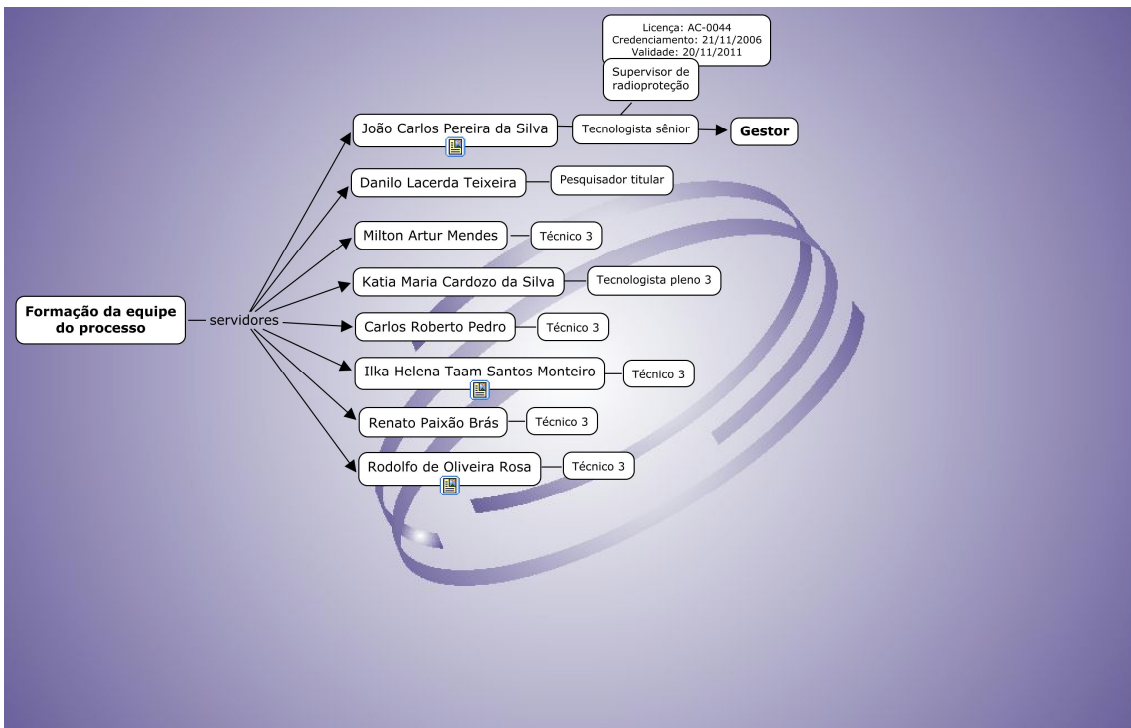 Licença: AC-0044
Credenciamento: 21/11/2006
Validade: 20/11/2011
Supervisor de
radioproteção
João Carlos Pereira da Silva
Tecnologista sênior
Gestor
Danilo Lacerda Teixeira
Pesquisador titular
Milton Artur Mendes
Técnico 3
Katia Maria Cardozo da Silva
Tecnologista pleno 3
Formação da equipe
do processo
servidores
Carlos Roberto Pedro
Técnico 3
Ilka Helena Taam Santos Monteiro
Técnico 3
Renato Paixão Brás
Técnico 3
Rodolfo de Oliveira Rosa
Técnico 3